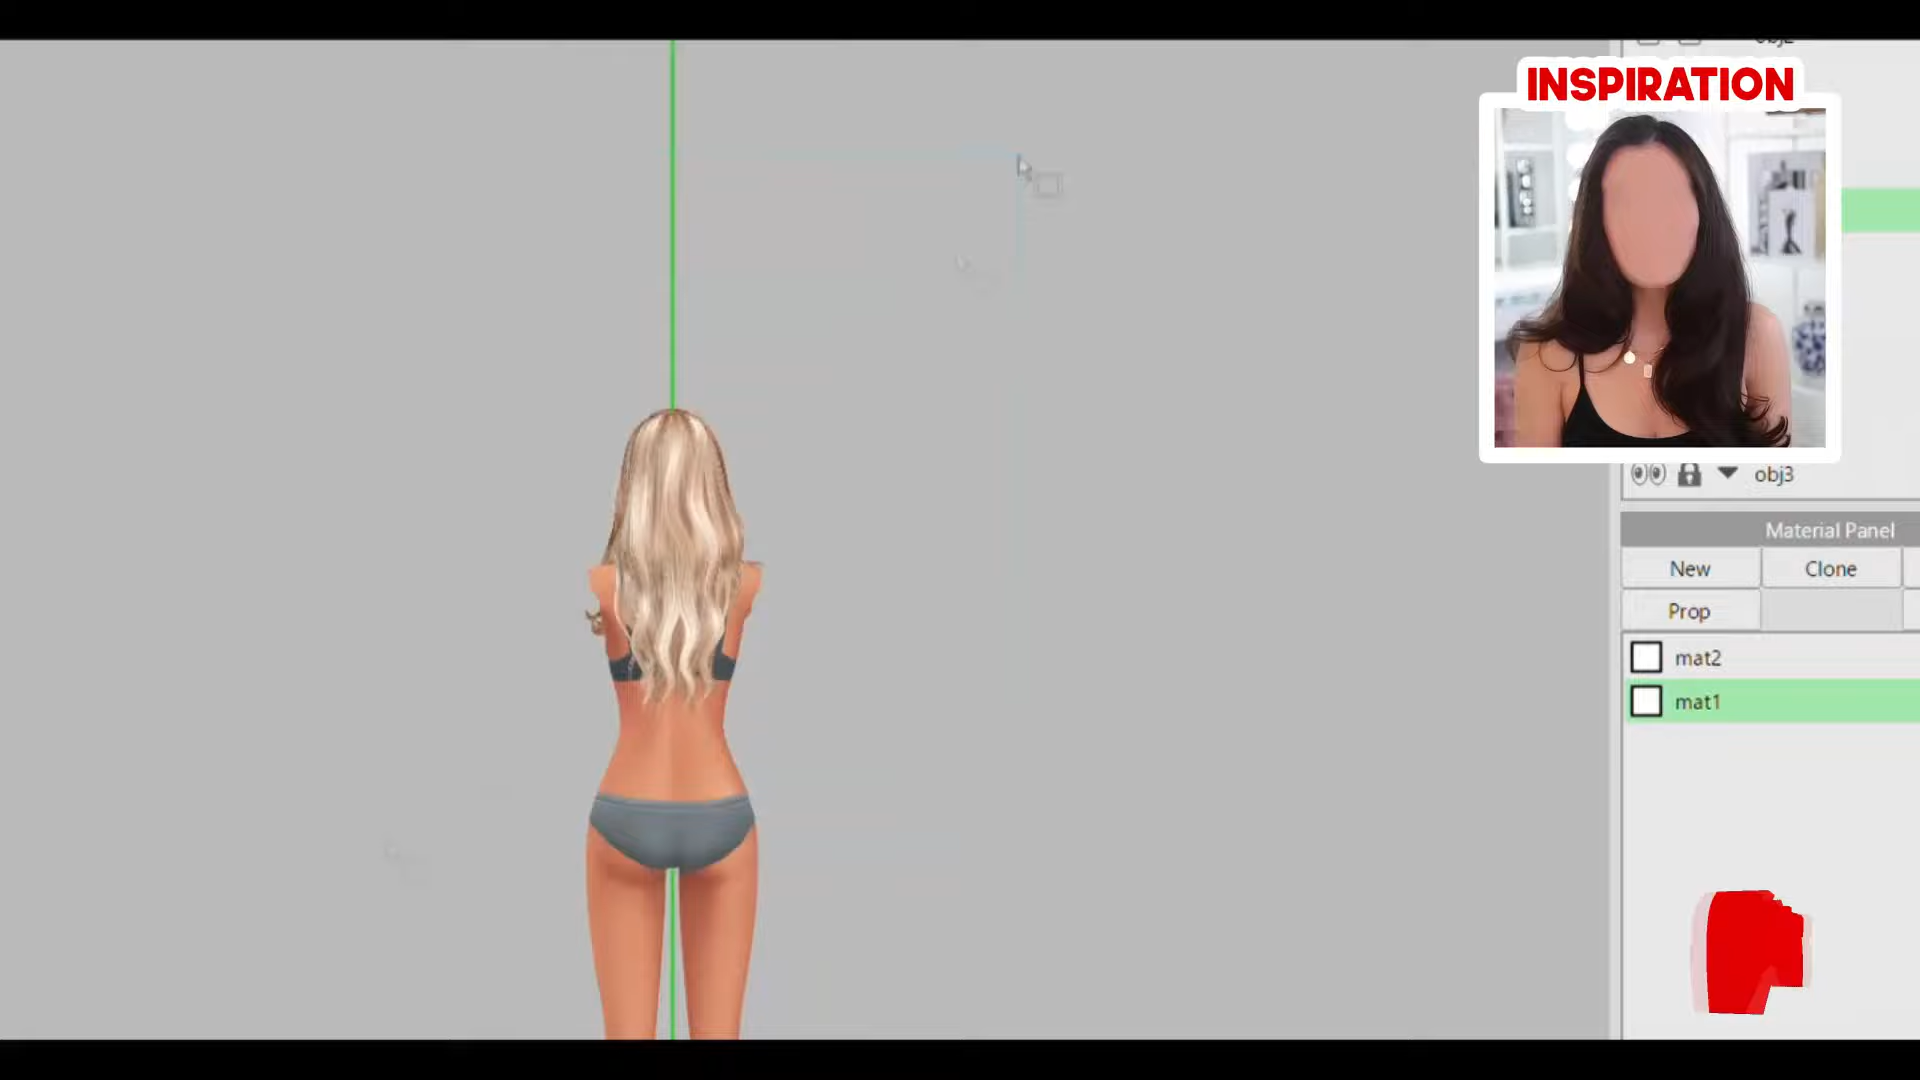 INSPIRATION
obj3
Material Panel
New
Clone
Prop
mat2
mat1